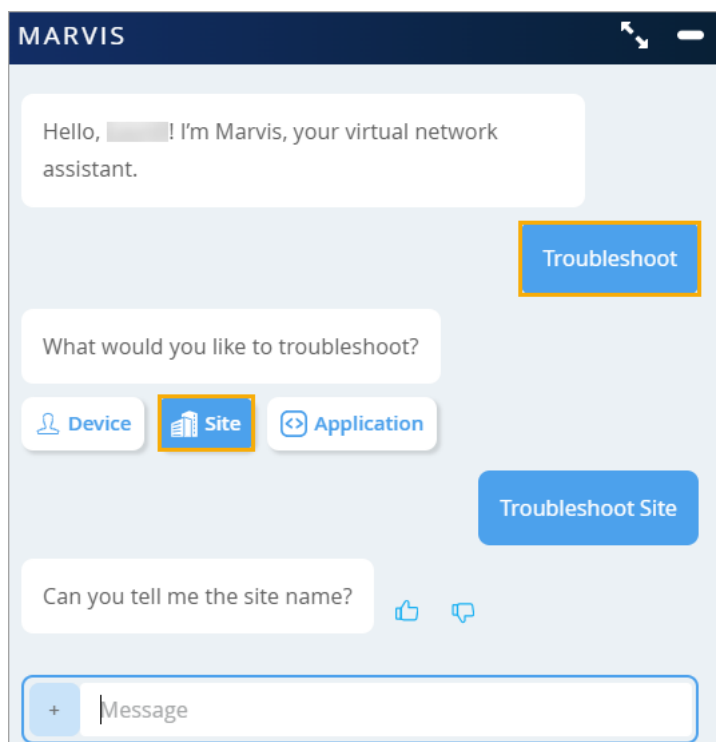 MARVIS
Hello, ! I'm Marvis, your virtual network
assistant.
Troubleshoot
What would you like to troubleshoot?
Device
Site
Application
Troubleshoot Site
Can you tell me the site name?
+ Message